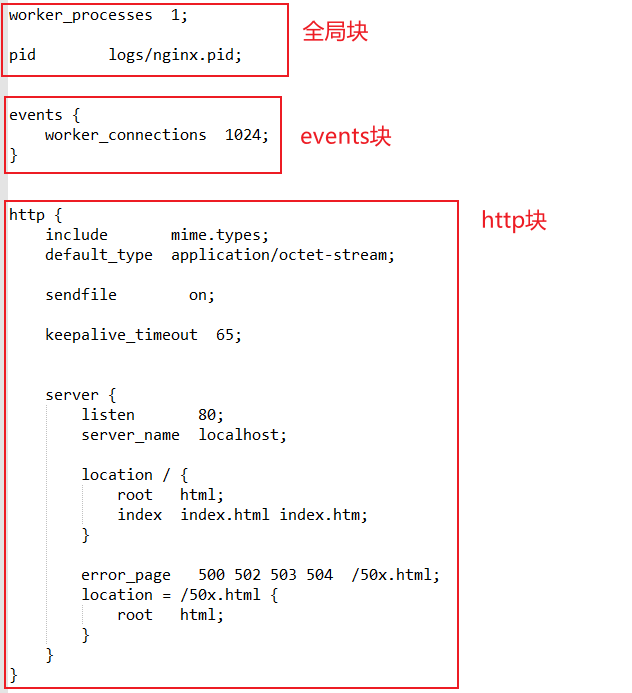 worker_processes  1;
全局块
pid        logs/nginx.pid;
events {
    worker_connections  1024;
events块
}
http {
http块
    include       mime.types;
    default_type  application/octet-stream;
    sendfile        on;
    keepalive_timeout  65;
    server {
        listen       80;
        server_name  localhost;
        location / {
            root   html;
            index  index.html index.htm;
        }
        error_page   500 502 503 504  /50x.html;
        location = /50x.html {
            root   html;
        }
    }
}